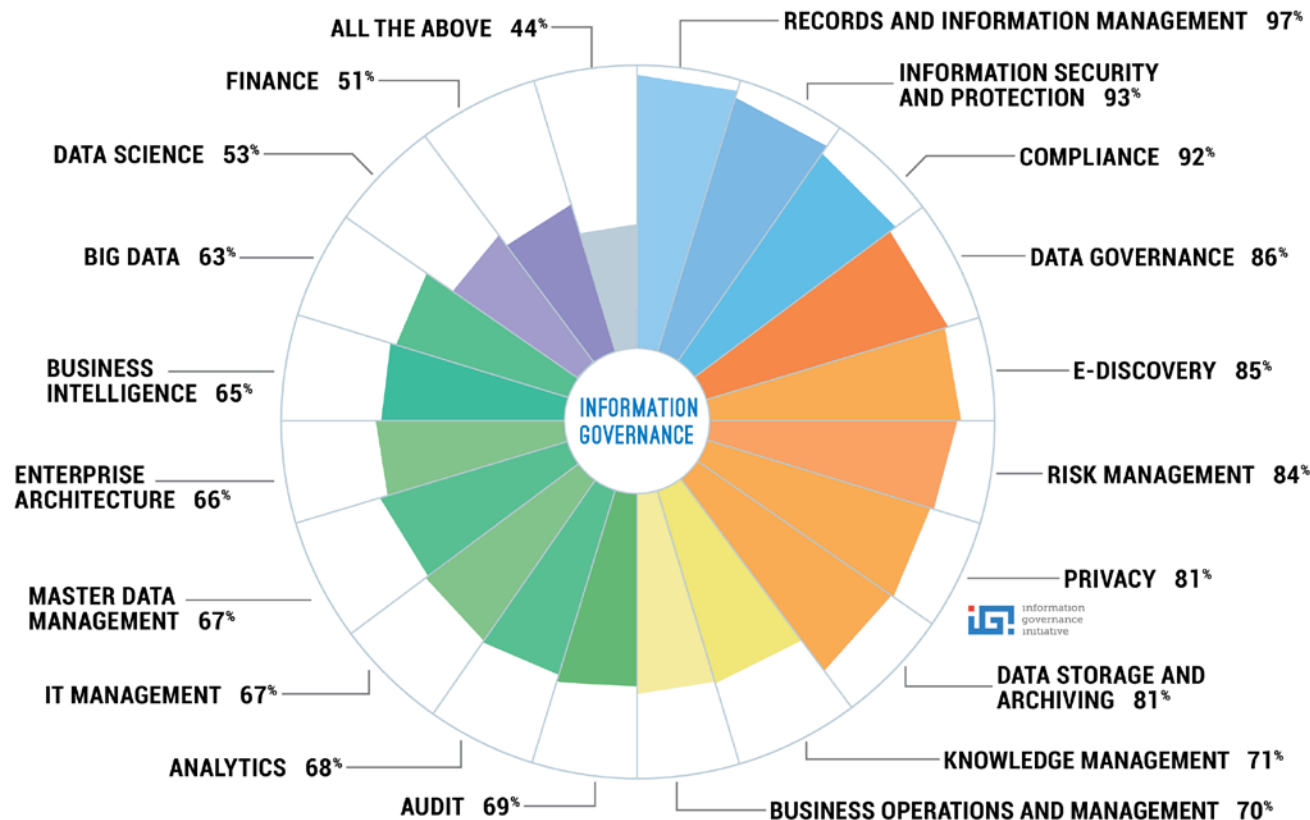 ALL THE ABOVE 44%
RECORDS AND INFORMATION MANAGEMENT 97%
FINANCE 51%
INFORMATION SECURITY
AND PROTECTION 93%
DATA SCIENCE 53%
COMPLIANCE 92%
BIG DATA 63%
DATA GOVERNANCE 86%
BUSINESS
INTELLIGENCE 65%
E-DISCOVERY 85%
INFORMATION
GOVERNANCE
ENTERPRISE
ARCHITECTURE 66%
RISK MANAGEMENT 84%
MASTER DATA
MANAGEMENT 67%
PRIVACY 81%
iGI
information
governance
initiative
IT MANAGEMENT 67%
DATA STORAGE AND
ARCHIVING 81%
ANALYTICS 68%
KNOWLEDGE MANAGEMENT 71%
AUDIT 69%
BUSINESS OPERATIONS AND MANAGEMENT 70%